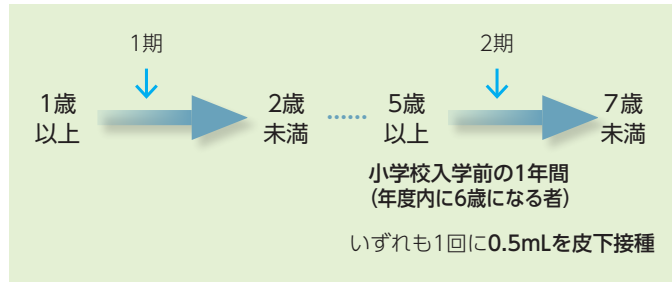 1期
2期
1歳
以上
2歳
未満
……
5歳
以上
7歳
未満
小学校入学前の1年間
(年度内に6歳になる者)
いずれも1回に0.5mLを皮下接種